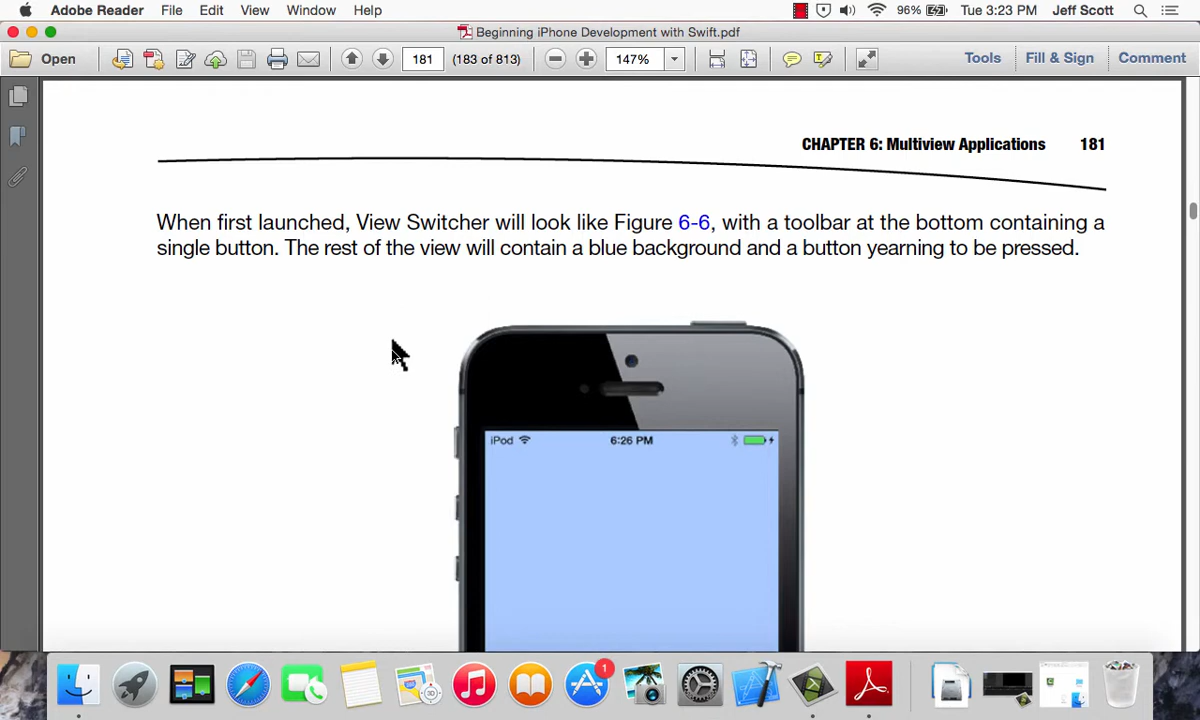 Adobe Reader File Edit View Window Help 96% Tue 3:23 PM Jeff Scott
Beginning iPhone Development with Swift.pdf
Open 181 (183 of 813) 147% Tools Fill & Sign Comment
CHAPTER 6: Multiview Applications 181
When first launched, View Switcher will look like Figure 6-6, with a toolbar at the bottom containing a
single button. The rest of the view will contain a blue background and a button yearning to be pressed.
iPod 6:26 PM
1
3D